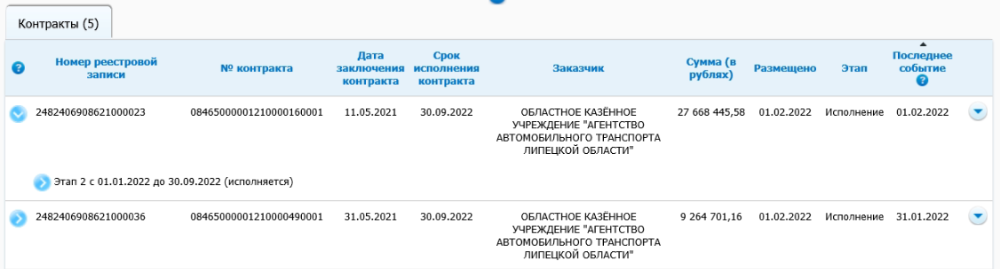 Контракты (5)
Номер реестровой записи
№ контракта
Дата заключения контракта
Срок исполнения контракта
Заказчик
Сумма (в рублях)
Размещено
Этап
Последнее событие
2482406908621000023 08465000001210000160001 11.05.2021 30.09.2022 ОБЛАСТНОЕ КАЗЁННОЕ 27 668 445,58 01.02.2022 Исполнение 01.02.2022
УЧРЕЖДЕНИЕ "АГЕНТСТВО
АВТОМОБИЛЬНОГО ТРАНСПОРТА
ЛИПЕЦКОЙ ОБЛАСТИ"
Этап 2 с 01.01.2022 до 30.09.2022 (исполняется)
2482406908621000036 08465000001210000490001 31.05.2021 30.09.2022 ОБЛАСТНОЕ КАЗЁННОЕ 9 264 701,16 01.02.2022 Исполнение 31.01.2022
УЧРЕЖДЕНИЕ "АГЕНТСТВО
АВТОМОБИЛЬНОГО ТРАНСПОРТА
ЛИПЕЦКОЙ ОБЛАСТИ"